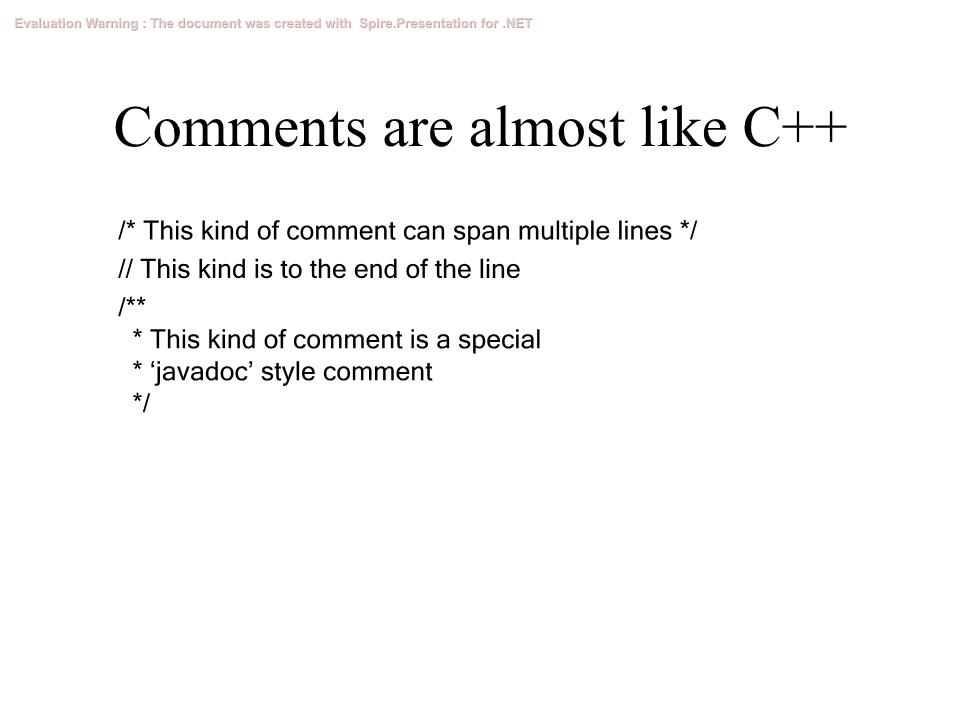 Evaluation Warning : The document was created with  Spire.Presentation for .NET
Comments are almost like C++
/* This kind of comment can span multiple lines */
// This kind is to the end of the line
/**
* This kind of comment is a special
* ‘javadoc’ style comment
*/